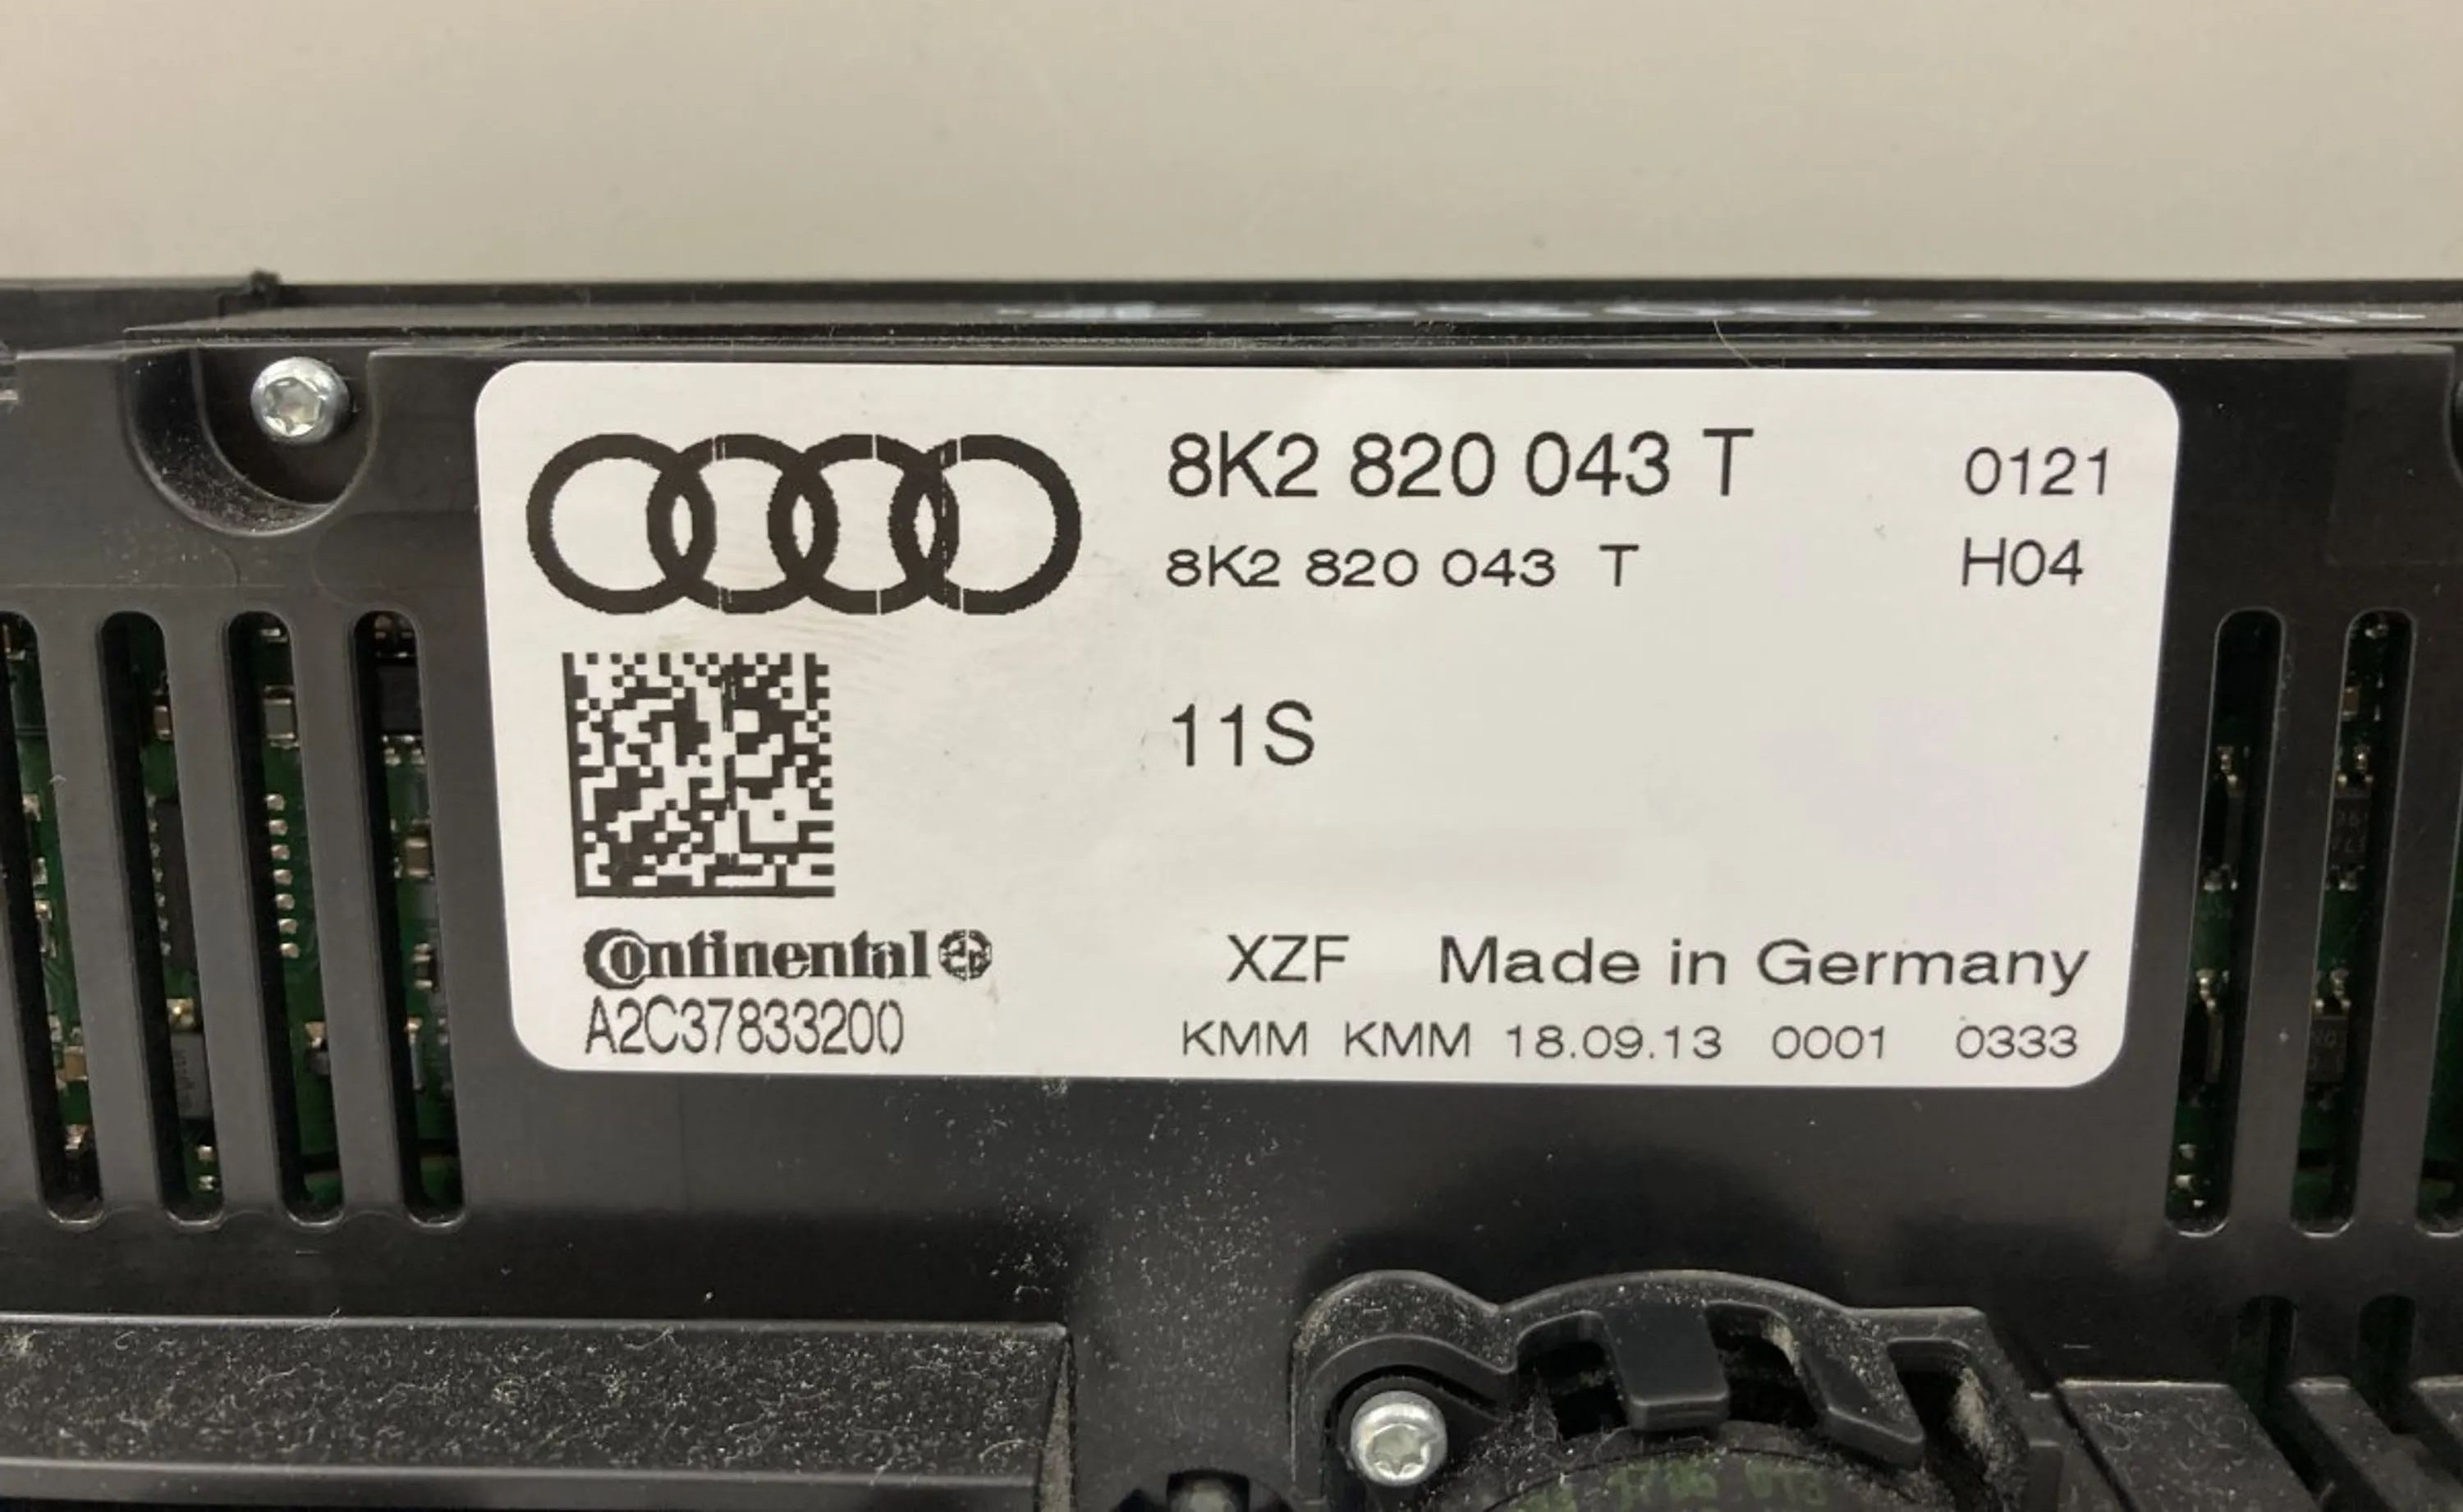 8K2 820 043 T 0121
8K2 820 043 T H04
11S
Continental
A2C37833200
XZF Made in Germany
KMM KMM 18.09.13 0001 0333